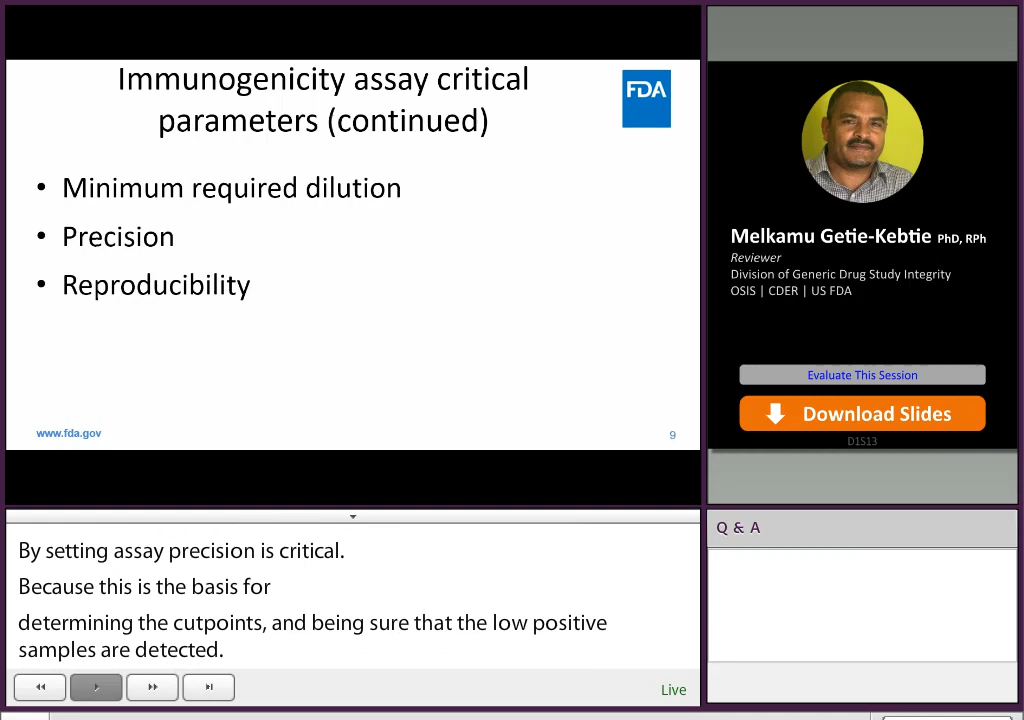 Immunogenicity assay critical
parameters (continued)
FDA
• Minimum required dilution
• Precision
• Reproducibility
www.fda.gov
9
Melkamu Getie-Kebtie PhD, RPh
Reviewer
Division of Generic Drug Study Integrity
OSIS | CDER | US FDA
Evaluate This Session
Download Slides
D1S13
By setting assay precision is critical.
Because this is the basis for
determining the cutpoints, and being sure that the low positive
samples are detected.
Live
Q & A